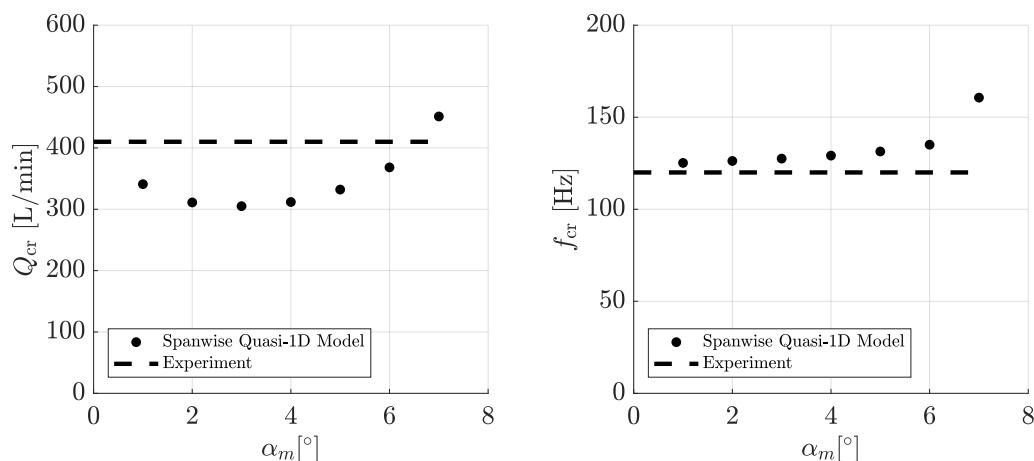 600
500
400
300
200
100
0
0 2 4 6 8
Q_cr [L/min]
α_m[°]
Spanwise Quasi-1D Model
Experiment
200
150
100
50
0
0 2 4 6 8
f_cr [Hz]
α_m[°]
Spanwise Quasi-1D Model
Experiment